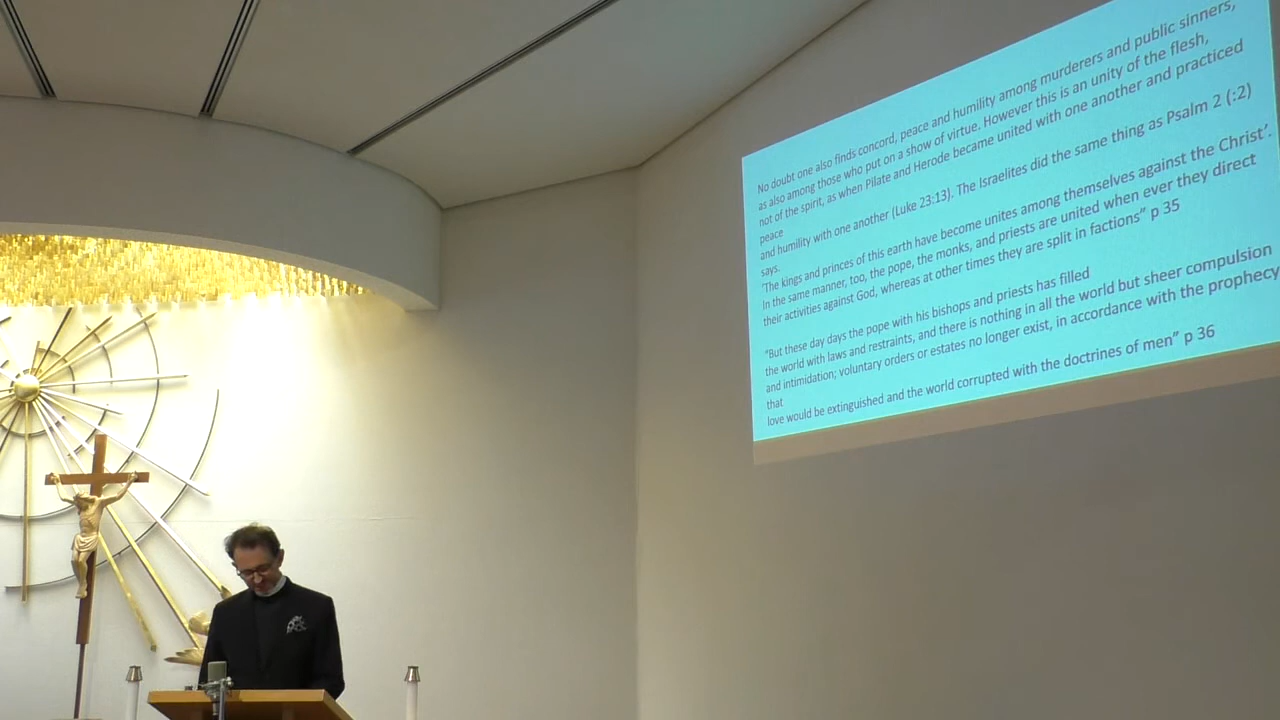 No doubt one also finds concord, peace and humility among murderers and public sinners,
as also among those who put on a show of virtue. However this is an unity of the flesh,
not of the spirit, as when Pilate and Herode became united with one another and practiced
peace
and humility with one another (Luke 23:13). The Israelites did the same thing as Psalm 2 (:2)
says.
'The kings and princes of this earth have become unites among themselves against the Christ'.
In the same manner, too, the pope, the monks, and priests are united when ever they direct
their activities against God, whereas at other times they are split in factions" p 35
"But these day days the pope with his bishops and priests has filled
the world with laws and restraints, and there is nothing in all the world but sheer compulsion
and intimidation; voluntary orders or estates no longer exist, in accordance with the prophecy
that
love would be extinguished and the world corrupted with the doctrines of men" p 36